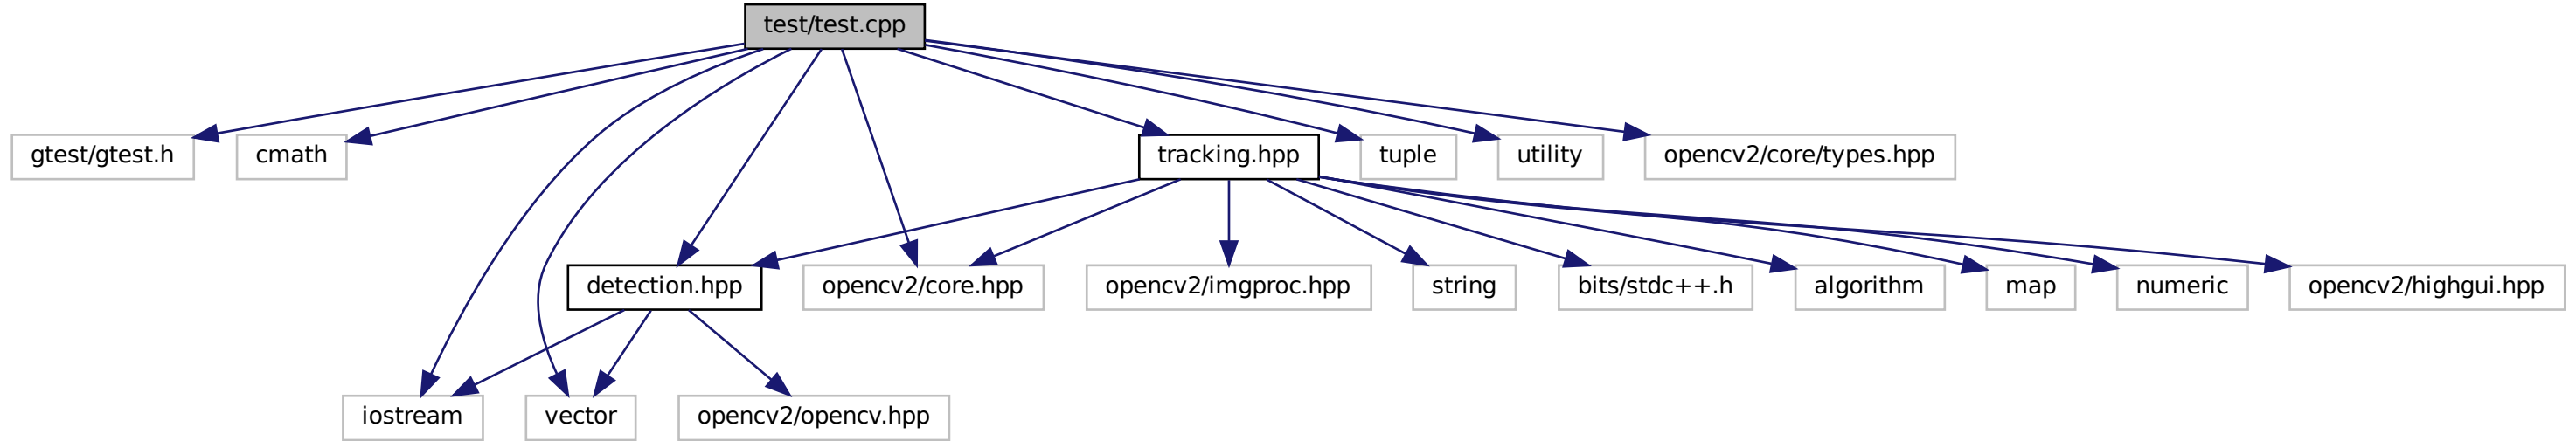 test/test.cpp
gtest/gtest.h
cmath
tracking.hpp
tuple
utility
opencv2/core/types.hpp
detection.hpp
opencv2/core.hpp
opencv2/imgproc.hpp
string
bits/stdc++.h
algorithm
map
numeric
opencv2/highgui.hpp
iostream
vector
opencv2/opencv.hpp